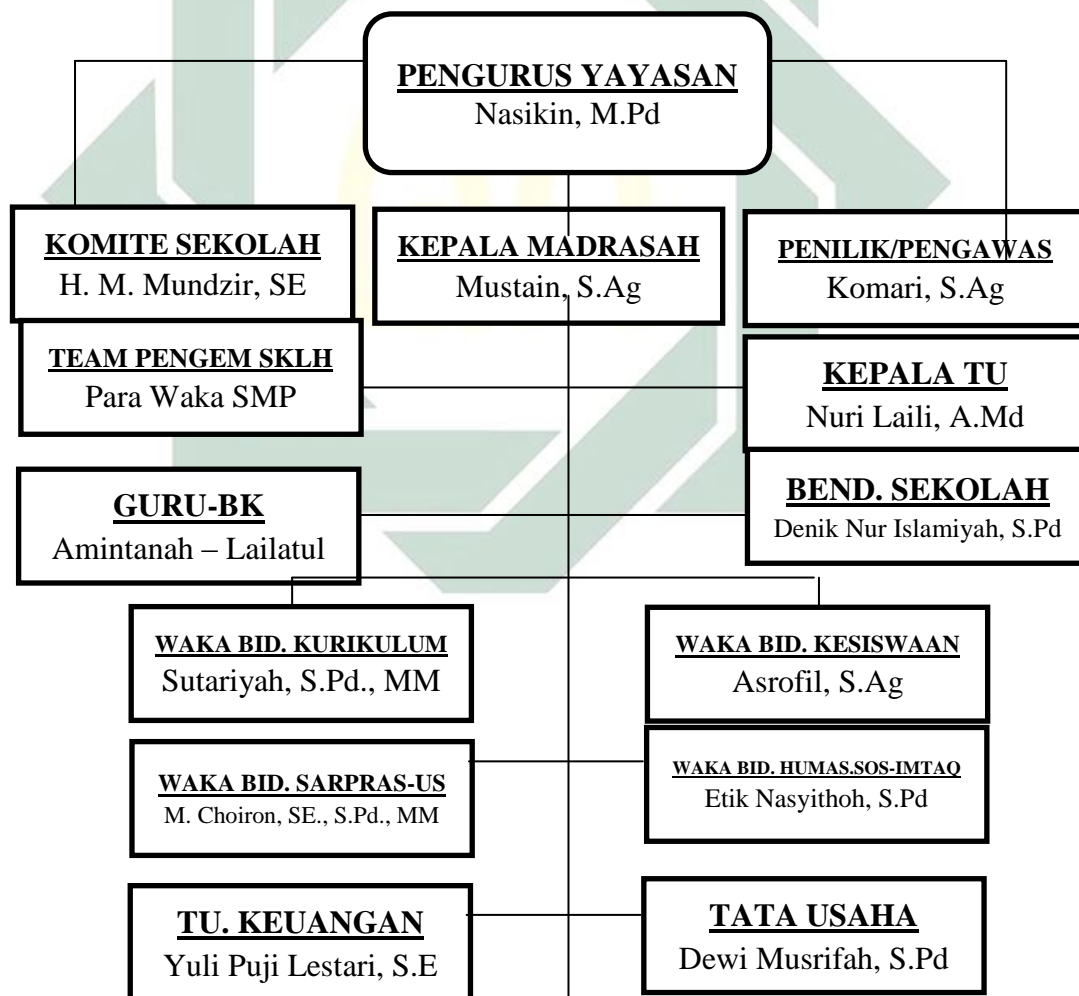 PENGURUS YAYASAN
Nasikin, M.Pd
KOMITE SEKOLAH
H. M. Mundzir, SE
KEPALA MADRASAH
Mustain, S.Ag
PENILIK/PENGAWAS
Komari, S.Ag
TEAM PENGEM SKLH
Para Waka SMP
KEPALA TU
Nuri Laili, A.Md
GURU-BK
Amintanah – Lailatul
BEND. SEKOLAH
Denik Nur Islamiyah, S.Pd
WAKA BID. KURIKULUM
Sutariyah, S.Pd., MM
WAKA BID. KESISWAAN
Asrofil, S.Ag
WAKA BID. SARPRAS-US
M. Choiron, SE., S.Pd., MM
WAKA BID. HUMAS.SOS-IMTAQ
Etik Nasyithoh, S.Pd
TU. KEUANGAN
Yuli Puji Lestari, S.E
TATA USAHA
Dewi Musrifah, S.Pd